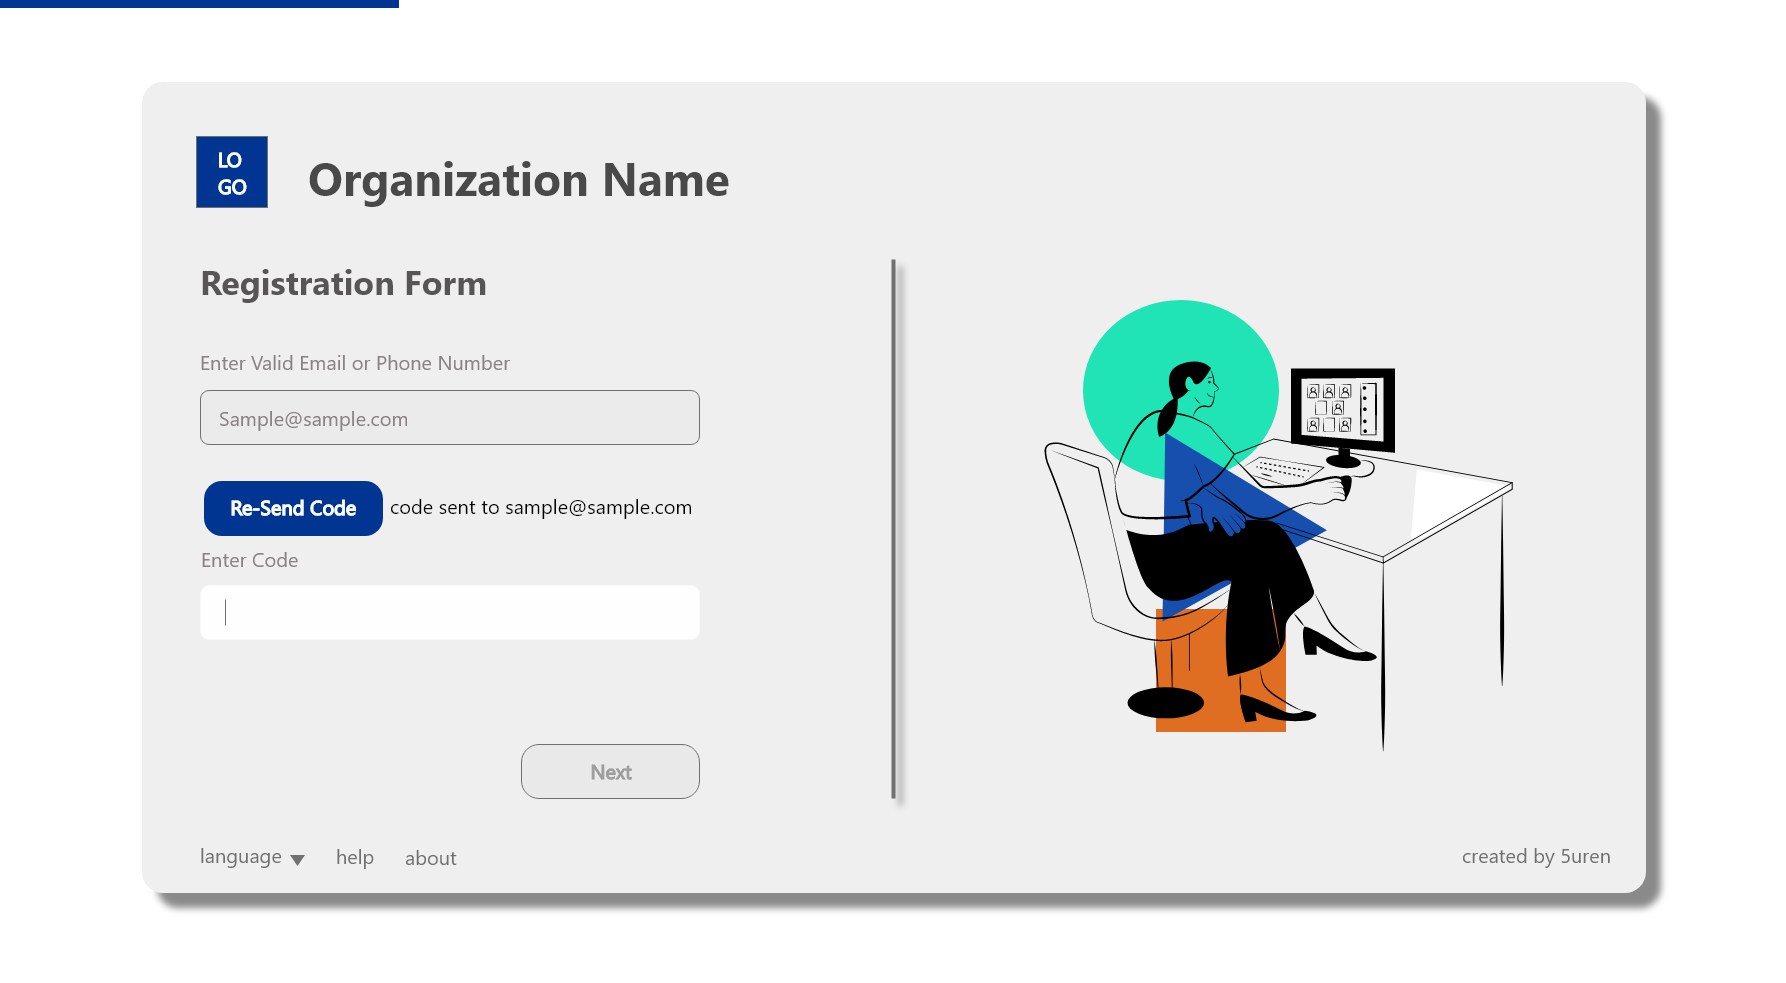 LO
GO
Organization Name
Registration Form
Enter Valid Email or Phone Number
Sample@sample.com
Re-Send Code code sent to sample@sample.com
Enter Code
Next
language help about
created by 5uren